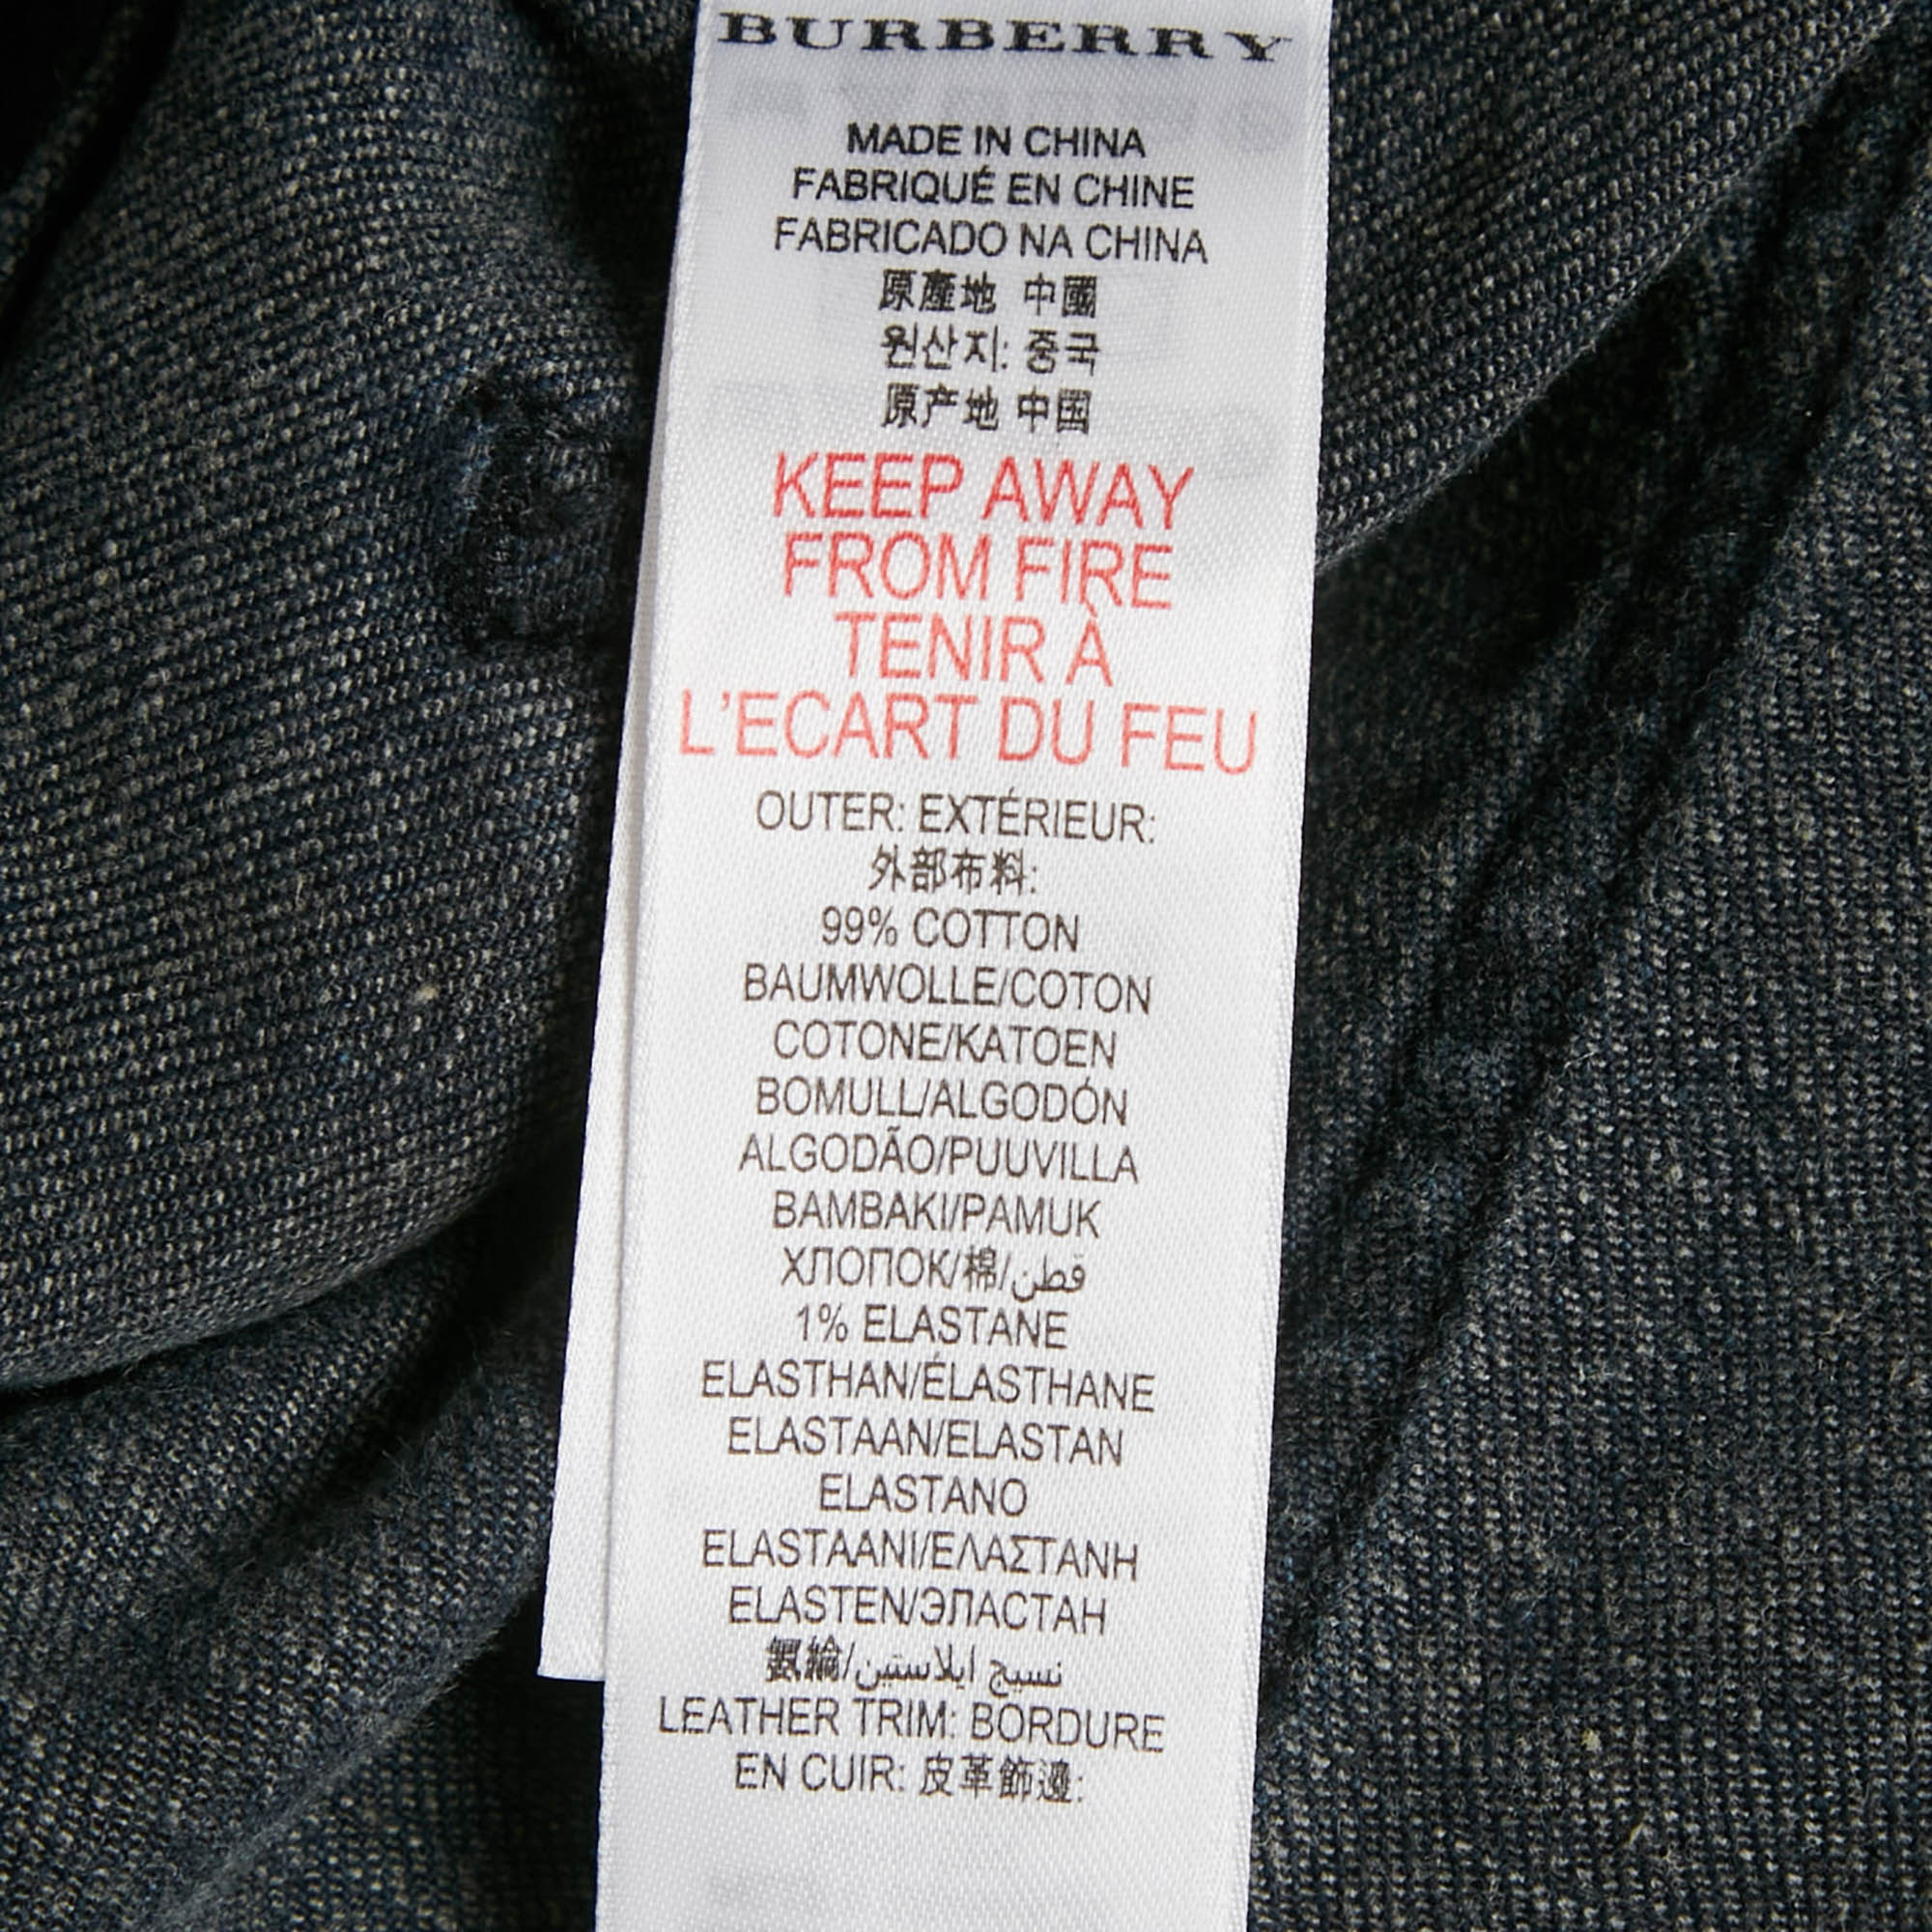 BURBERRY
MADE IN CHINA
FABRIQUÉ EN CHINE
FABRICADO NA CHINA
原產地 中國
원산지: 중국
原产地 中国
KEEP AWAY
FROM FIRE
TENIR À
L'ECART DU FEU
OUTER: EXTÉRIEUR:
外部布料:
99% COTTON
BAUMWOLLE/COTON
COTONE/KATOEN
BOMULL/ALGODÓN
ALGODÃO/PUUVILLA
BAMBAKI/PAMUK
ХЛОПОК/棉/قطن
1% ELASTANE
ELASTHAN/ÉLASTHANE
ELASTAAN/ELASTAN
ELASTANO
ELASTAANI/ΕΛΑΣΤΑΝΗ
ELASTEN/ЭЛАСТАН
氨綸/نسيج ايلاستين
LEATHER TRIM: BORDURE
EN CUIR: 皮革飾邊: